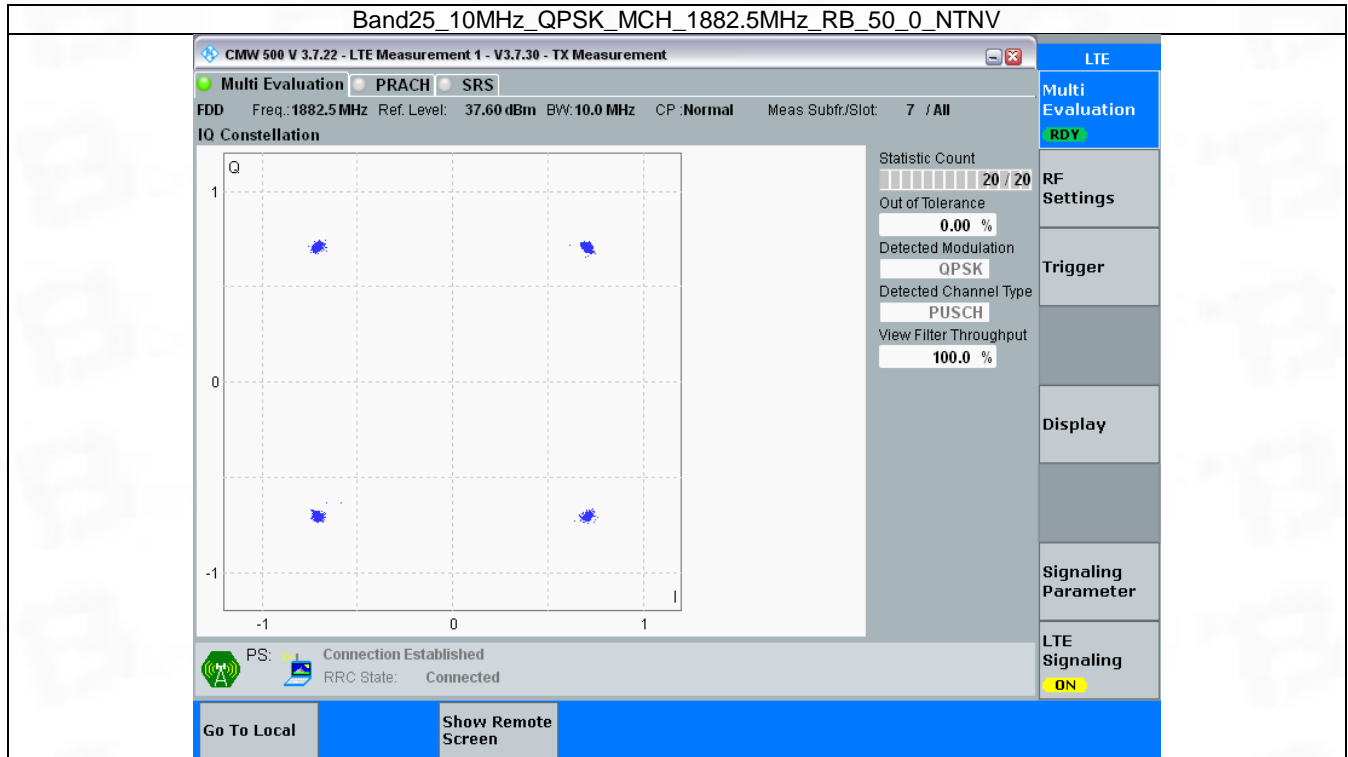 Band25_10MHz_QPSK_MCH_1882.5MHz_RB_50_0_NTNV
CMW 500 V 3.7.22 - LTE Measurement 1 - V3.7.30 - TX Measurement
LTE
Multi Evaluation PRACH SRS
FDD Freq.:1882.5 MHz Ref. Level: 37.60 dBm BW:10.0 MHz CP :Normal Meas Subfr./Slot: 7 / All
IQ Constellation
Q
1
0
-1
I
-1 0 1
Statistic Count
20 / 20
Out of Tolerance
0.00 %
Detected Modulation
QPSK
Detected Channel Type
PUSCH
View Filter Throughput
100.0 %
Multi
Evaluation
RDY
RF
Settings
Trigger
Display
Signaling
Parameter
LTE
Signaling
ON
PS: Connection Established
RRC State: Connected
Go To Local
Show Remote
Screen